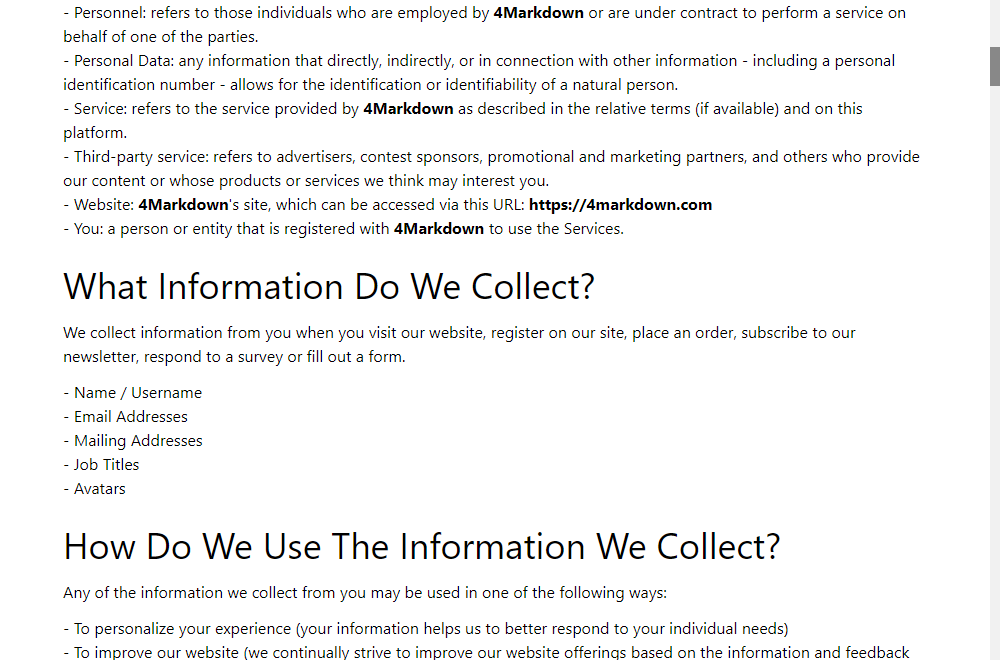 - Personnel: refers to those individuals who are employed by 4Markdown or are under contract to perform a service on
behalf of one of the parties.
- Personal Data: any information that directly, indirectly, or in connection with other information - including a personal
identification number - allows for the identification or identifiability of a natural person.
- Service: refers to the service provided by 4Markdown as described in the relative terms (if available) and on this
platform.
- Third-party service: refers to advertisers, contest sponsors, promotional and marketing partners, and others who provide
our content or whose products or services we think may interest you.
- Website: 4Markdown's site, which can be accessed via this URL: https://4markdown.com
- You: a person or entity that is registered with 4Markdown to use the Services.
What Information Do We Collect?
We collect information from you when you visit our website, register on our site, place an order, subscribe to our
newsletter, respond to a survey or fill out a form.
- Name / Username
- Email Addresses
- Mailing Addresses
- Job Titles
- Avatars
How Do We Use The Information We Collect?
Any of the information we collect from you may be used in one of the following ways:
- To personalize your experience (your information helps us to better respond to your individual needs)
- To improve our website (we continually strive to improve our website offerings based on the information and feedback